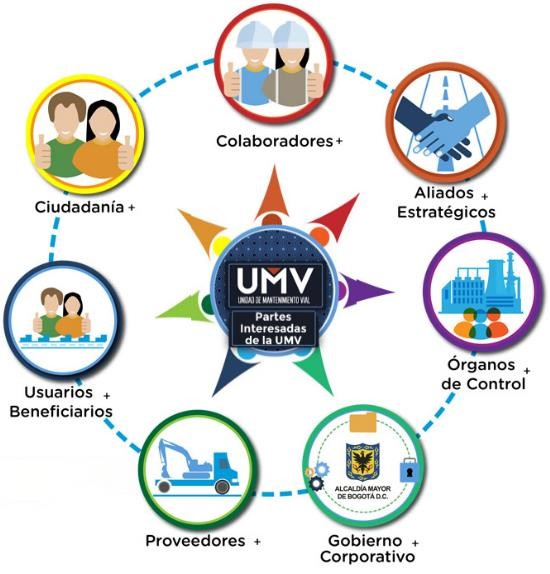 Colaboradores +
Aliados +
Estratégicos
Ciudadanía +
UMV
UNIDAD DE MANTENIMIENTO VIAL
Partes
Interesadas
de la UMV
Órganos +
de Control
Usuarios +
Beneficiarios
ALCALDÍA MAYOR
DE BOGOTÁ D.C.
Proveedores +
Gobierno +
Corporativo